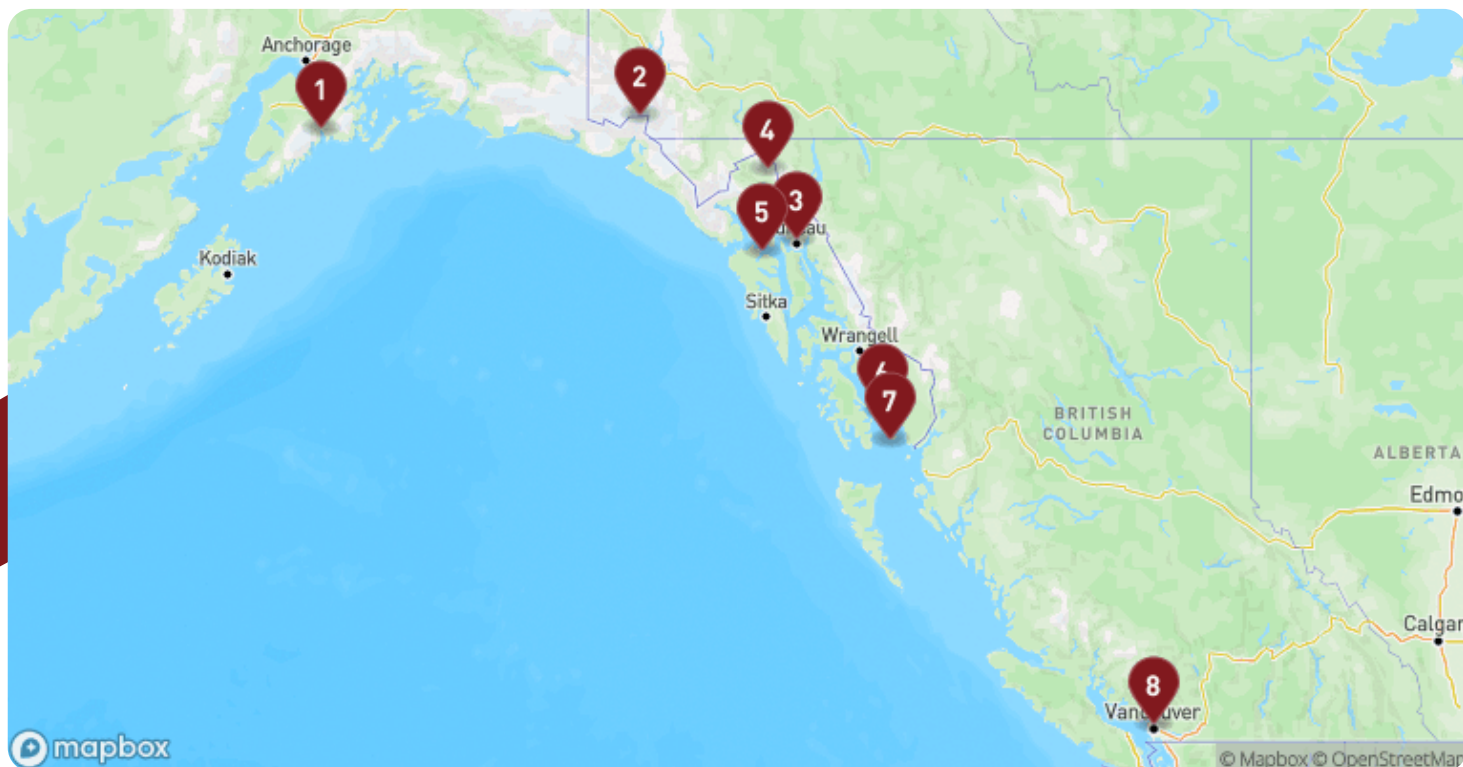 Anchorage
1
2
4
5
3
Kodiak
Sitka
Wrangell
7
BRITISH
COLUMBIA
ALBERTA
Edmo
Calgar
8
mapbox
© Mapbox © OpenStreetMap